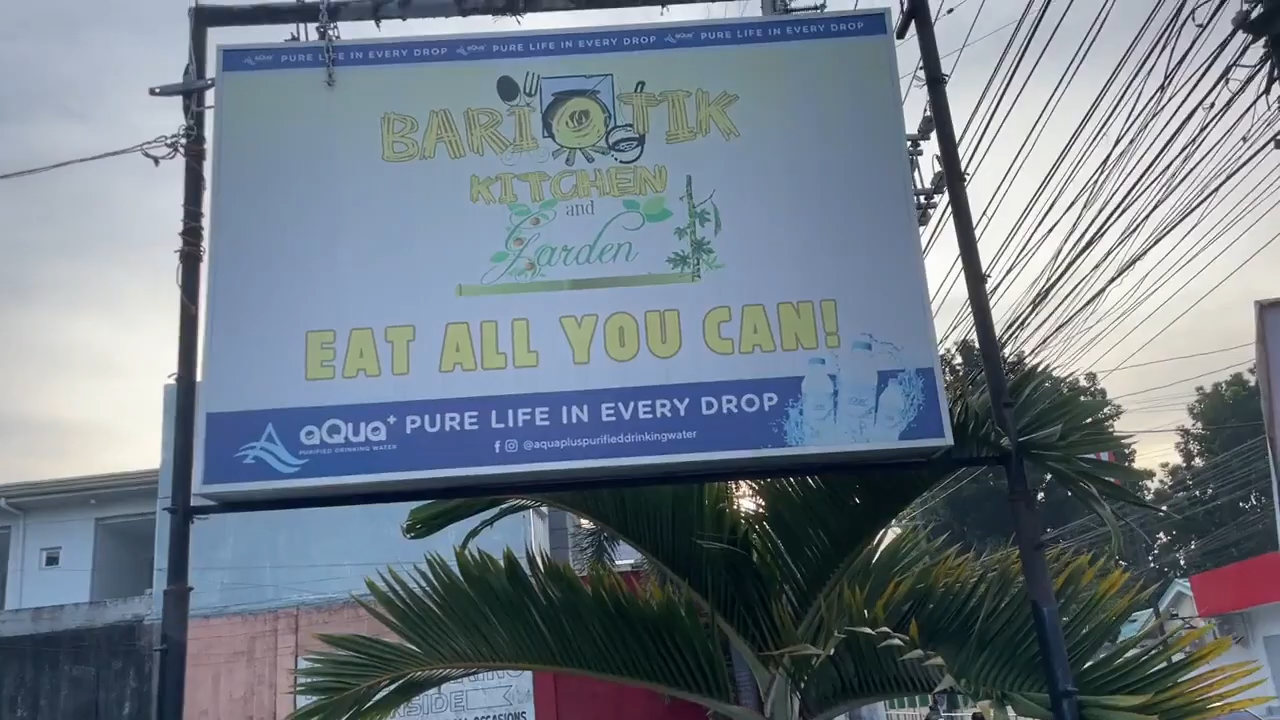 aQua+ PURE LIFE IN EVERY DROP aQua+ PURE LIFE IN EVERY DROP aQua+ PURE LIFE IN EVERY DROP
BARIOTIK
KITCHEN
and
Garden
EAT ALL YOU CAN!
aQua+ PURE LIFE IN EVERY DROP
PURIFIED DRINKING WATER
@aquapluspurifieddrinkingwater
INSIDE
OCCASIONS